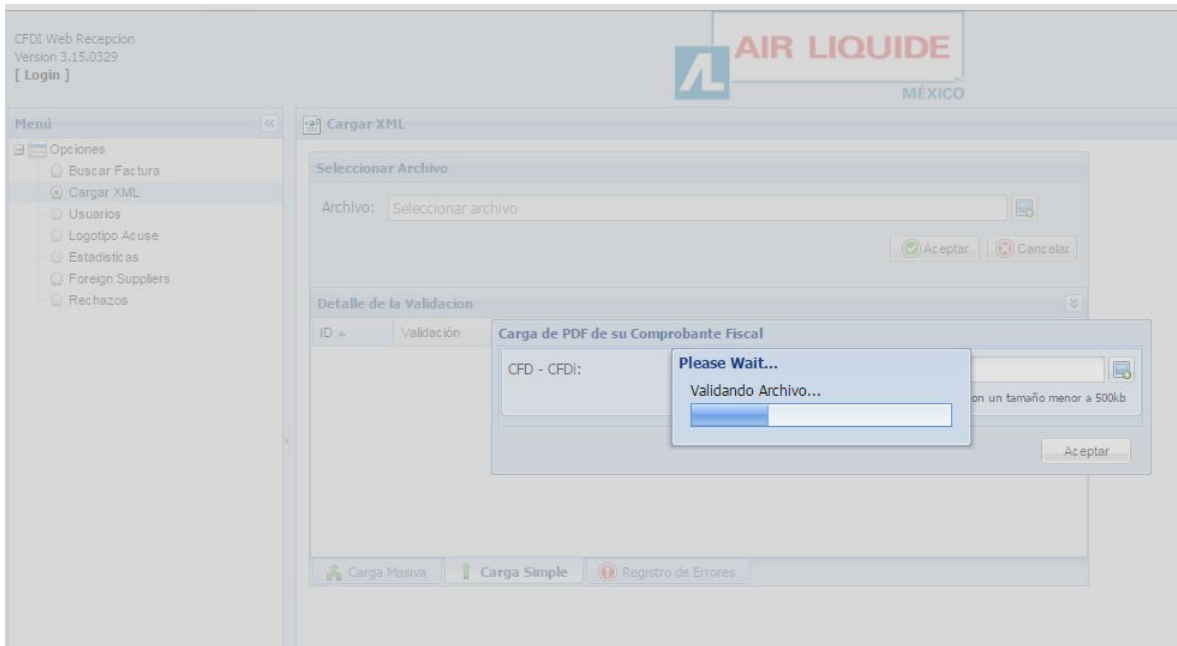 CFDI Web Recepcion
Version 3.15.0329
[ Login ]
AIR LIQUIDE
MÉXICO
Menú
Opciones
Buscar Factura
Cargar XML
Usuarios
Logotipo Acuse
Estadisticas
Foreign Suppliers
Rechazos
Cargar XML
Seleccionar Archivo
Archivo: Seleccionar archivo
Aceptar Cancelar
Detalle de la Validacion
ID Validación
Carga de PDF de su Comprobante Fiscal
CFD - CFDi:
Please Wait...
Validando Archivo...
on un tamaño menor a 500kb
Aceptar
Carga Masiva Carga Simple Registro de Errores